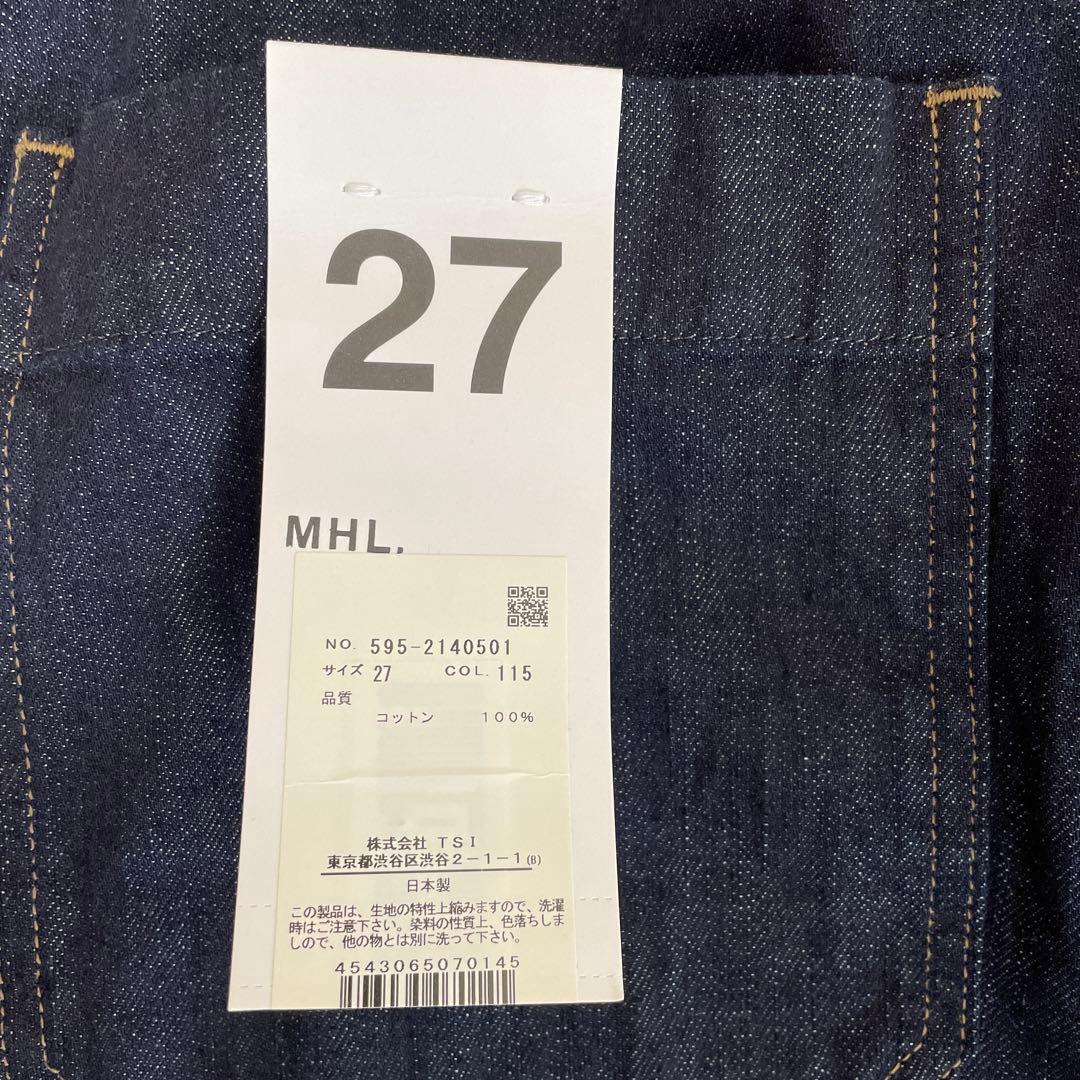 27
MHL.
NO. 595-2140501
サイズ 27 COL. 115
品質
コットン 100%
株式会社 TSI
東京都渋谷区渋谷2-1-1(B)
日本製
この製品は、生地の特性上縮みますので、洗濯
時はご注意下さい。染料の性質上、色落ちしま
しので、他の物とは別に洗って下さい。
4543065070145